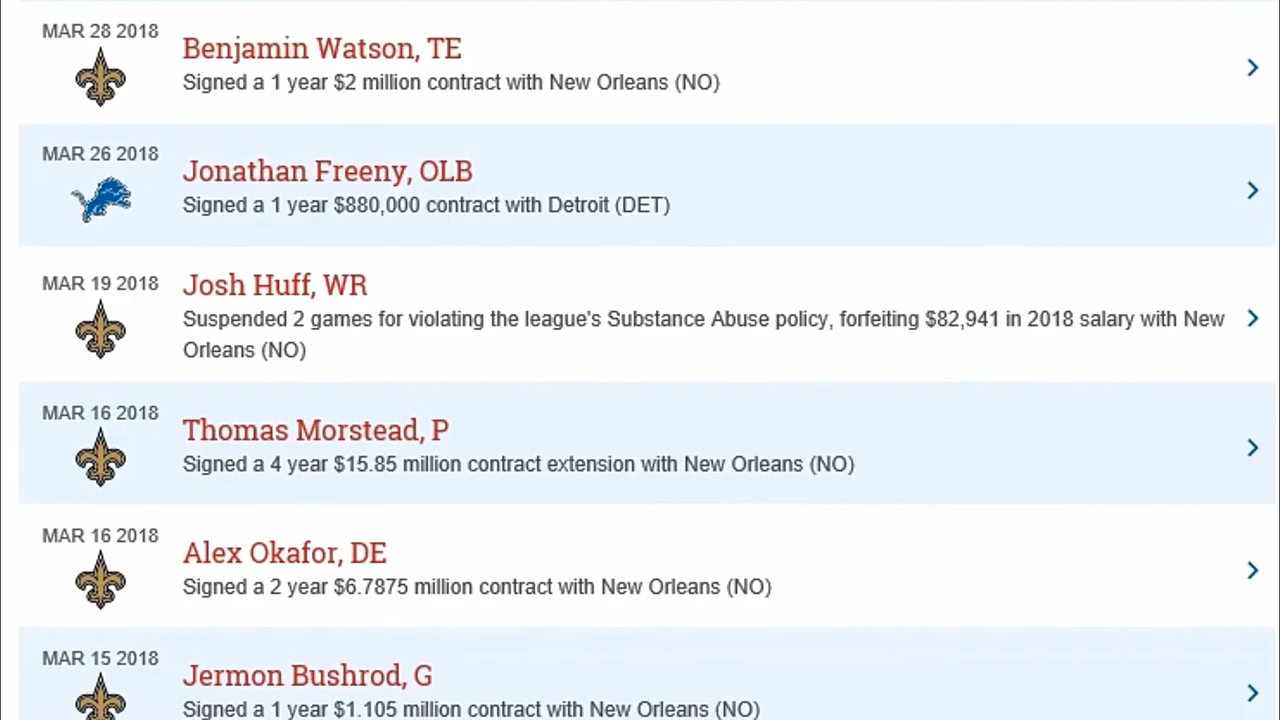 MAR 28 2018
Benjamin Watson, TE
Signed a 1 year $2 million contract with New Orleans (NO)
MAR 26 2018
Jonathan Freeny, OLB
Signed a 1 year $880,000 contract with Detroit (DET)
MAR 19 2018
Josh Huff, WR
Suspended 2 games for violating the league's Substance Abuse policy, forfeiting $82,941 in 2018 salary with New
Orleans (NO)
MAR 16 2018
Thomas Morstead, P
Signed a 4 year $15.85 million contract extension with New Orleans (NO)
MAR 16 2018
Alex Okafor, DE
Signed a 2 year $6.7875 million contract with New Orleans (NO)
MAR 15 2018
Jermon Bushrod, G
Signed a 1 year $1.105 million contract with New Orleans (NO)